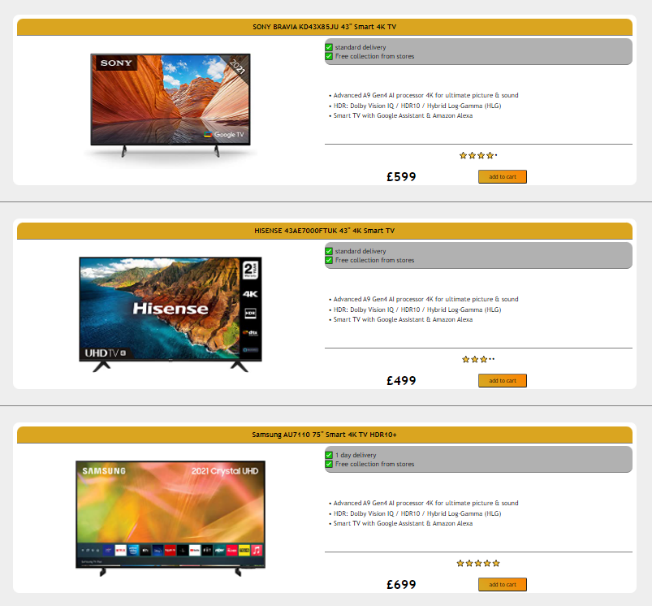 SONY BRAVIA KD43X85JU 43" Smart 4K TV
SONY
2021
Google TV
standard delivery
Free collection from stores
• Advanced A9 Gen4 AI processor 4K for ultimate picture & sound
• HDR: Dolby Vision IQ / HDR10 / Hybrid Log-Gamma (HLG)
• Smart TV with Google Assistant & Amazon Alexa
£599
add to cart
HISENSE 43AE7000FTUK 43" 4K Smart TV
2
4K
HDR
dts
Hisense
UHD TV
standard delivery
Free collection from stores
• Advanced A9 Gen4 AI processor 4K for ultimate picture & sound
• HDR: Dolby Vision IQ / HDR10 / Hybrid Log-Gamma (HLG)
• Smart TV with Google Assistant & Amazon Alexa
£499
add to cart
Samsung AU7110 75" Smart 4K TV HDR10+
SAMSUNG
2021 Crystal UHD
1 day delivery
Free collection from stores
• Advanced A9 Gen4 AI processor 4K for ultimate picture & sound
• HDR: Dolby Vision IQ / HDR10 / Hybrid Log-Gamma (HLG)
• Smart TV with Google Assistant & Amazon Alexa
£699
add to cart